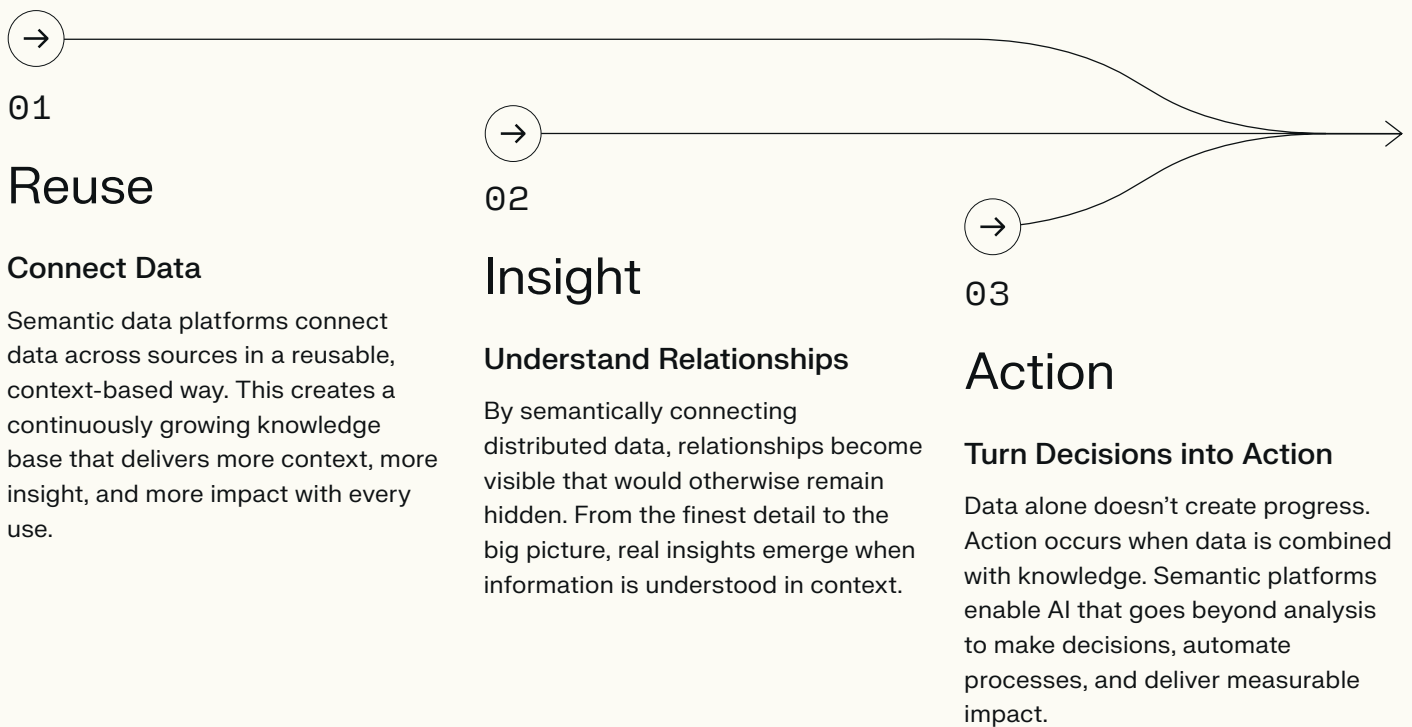 01
Reuse
Connect Data
Semantic data platforms connect
data across sources in a reusable,
context-based way. This creates a
continuously growing knowledge
base that delivers more context, more
insight, and more impact with every
use.
02
Insight
Understand Relationships
By semantically connecting
distributed data, relationships become
visible that would otherwise remain
hidden. From the finest detail to the
big picture, real insights emerge when
information is understood in context.
03
Action
Turn Decisions into Action
Data alone doesn’t create progress.
Action occurs when data is combined
with knowledge. Semantic platforms
enable AI that goes beyond analysis
to make decisions, automate
processes, and deliver measurable
impact.